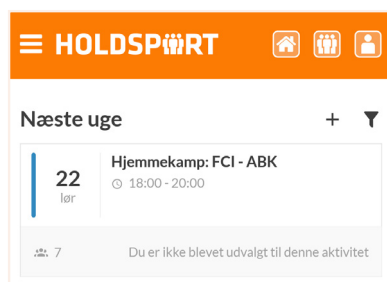 HOLDSPORT
Næste uge
22
lør
Hjemmekamp: FCI - ABK
18:00 - 20:00
7
Du er ikke blevet udvalgt til denne aktivitet